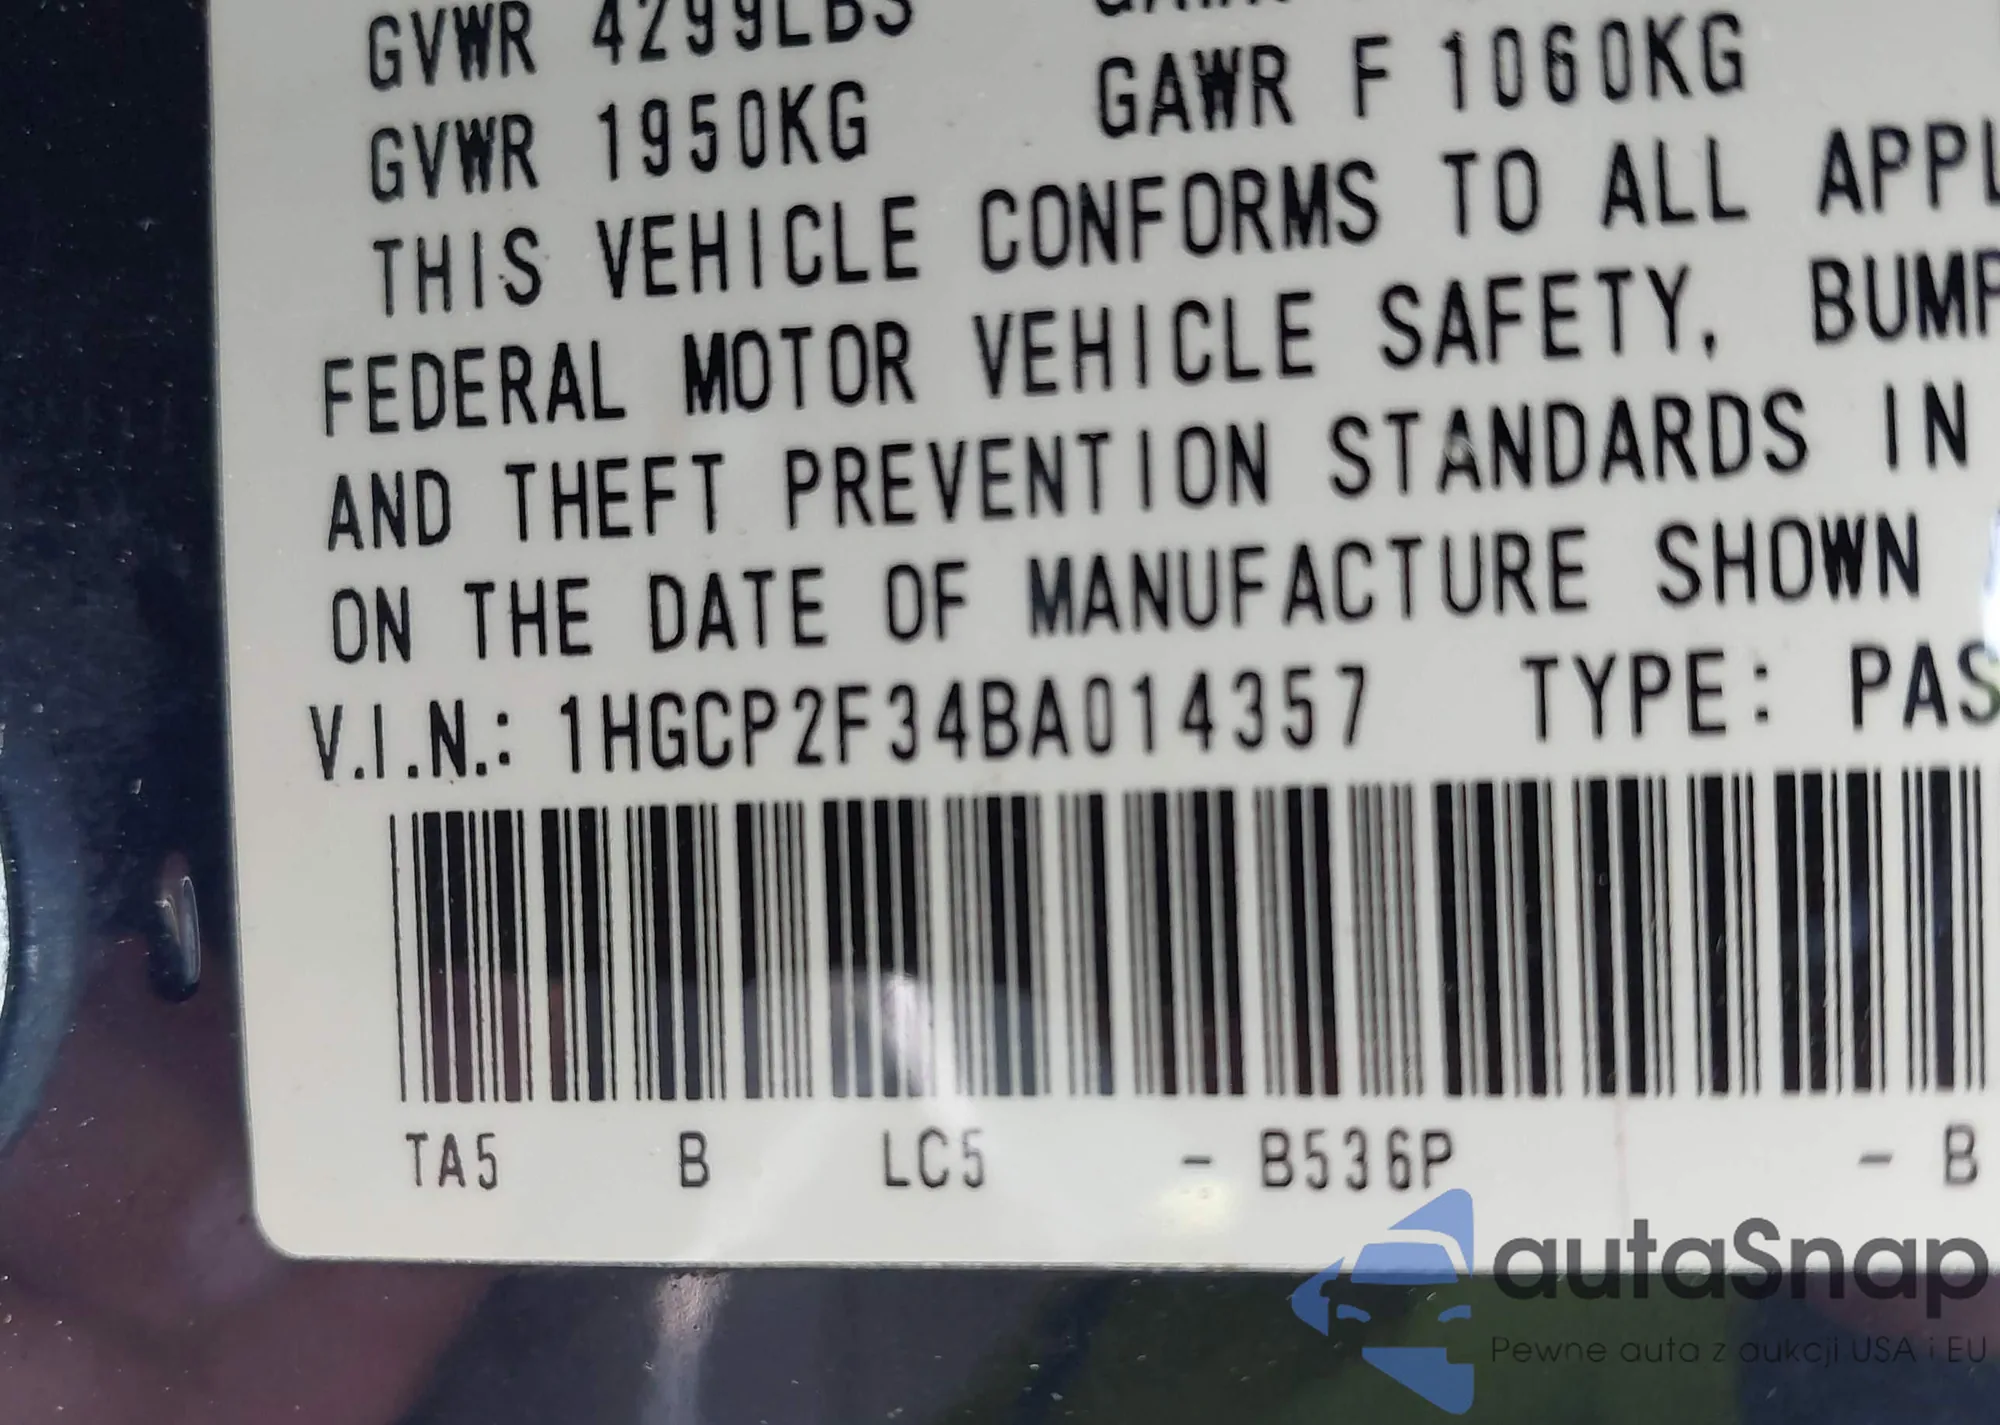 GVWR 4299LBS
GVWR 1950KG GAWR F 1060KG
THIS VEHICLE CONFORMS TO ALL APPL
FEDERAL MOTOR VEHICLE SAFETY, BUMP
AND THEFT PREVENTION STANDARDS IN
ON THE DATE OF MANUFACTURE SHOWN
V.I.N.: 1HGCP2F34BA014357 TYPE: PAS
TA5 B LC5 - B536P - B
autaSnap
Pewne auta z aukcji USA i EU